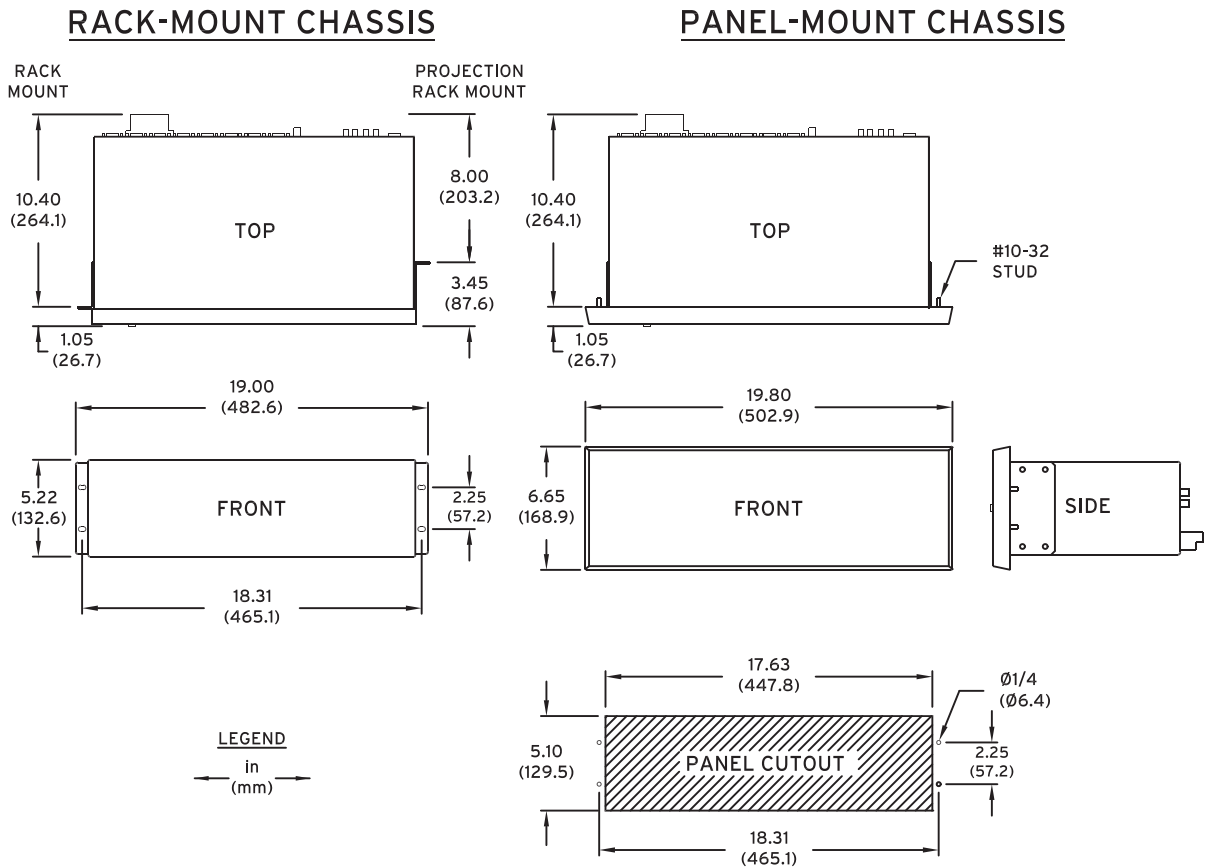 RACK-MOUNT CHASSIS
PANEL-MOUNT CHASSIS
RACK
MOUNT
PROJECTION
RACK MOUNT
10.40
(264.1)
TOP
8.00
(203.2)
3.45
(87.6)
1.05
(26.7)
10.40
(264.1)
TOP
#10-32
STUD
1.05
(26.7)
19.00
(482.6)
5.22
(132.6)
FRONT
2.25
(57.2)
18.31
(465.1)
19.80
(502.9)
6.65
(168.9)
FRONT
SIDE
17.63
(447.8)
Ø1/4
(Ø6.4)
5.10
(129.5)
PANEL CUTOUT
2.25
(57.2)
18.31
(465.1)
LEGEND
in
(mm)